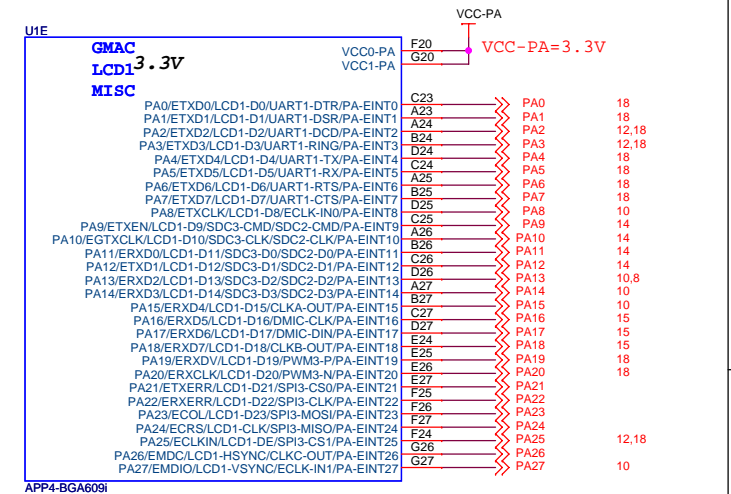 VCC-PA
U1E
GMAC
LCD1 3.3V
MISC
VCC0-PA F20 VCC-PA=3.3V
VCC1-PA G20
PA0/ETXD0/LCD1-D0/UART1-DTR/PA-EINT0 C23 PA0 18
PA1/ETXD1/LCD1-D1/UART1-DSR/PA-EINT1 A23 PA1 18
PA2/ETXD2/LCD1-D2/UART1-DCD/PA-EINT2 A24 PA2 12,18
PA3/ETXD3/LCD1-D3/UART1-RING/PA-EINT3 B24 PA3 12,18
PA4/ETXD4/LCD1-D4/UART1-TX/PA-EINT4 D24 PA4 18
PA5/ETXD5/LCD1-D5/UART1-RX/PA-EINT5 C24 PA5 18
PA6/ETXD6/LCD1-D6/UART1-RTS/PA-EINT6 A25 PA6 18
PA7/ETXD7/LCD1-D7/UART1-CTS/PA-EINT7 B25 PA7 18
PA8/ETXCLK/LCD1-D8/ECLK-IN0/PA-EINT8 D25 PA8 10
PA9/ETXEN/LCD1-D9/SDC3-CMD/SDC2-CMD/PA-EINT9 C25 PA9 14
PA10/EGTXCLK/LCD1-D10/SDC3-CLK/SDC2-CLK/PA-EINT10 A26 PA10 14
PA11/ERXD0/LCD1-D11/SDC3-D0/SDC2-D0/PA-EINT11 B26 PA11 14
PA12/ETXD1/LCD1-D12/SDC3-D1/SDC2-D1/PA-EINT12 C26 PA12 14
PA13/ERXD2/LCD1-D13/SDC3-D2/SDC2-D2/PA-EINT13 D26 PA13 10,8
PA14/ERXD3/LCD1-D14/SDC3-D3/SDC2-D3/PA-EINT14 A27 PA14 10
PA15/ERXD4/LCD1-D15/CLKA-OUT/PA-EINT15 B27 PA15 10
PA16/ERXD5/LCD1-D16/DMIC-CLK/PA-EINT16 C27 PA16 15
PA17/ERXD6/LCD1-D17/DMIC-DIN/PA-EINT17 D27 PA17 15
PA18/ERXD7/LCD1-D18/CLKB-OUT/PA-EINT18 E24 PA18 15
PA19/ERXDV/LCD1-D19/PWM3-P/PA-EINT19 E25 PA19 18
PA20/ERXCLK/LCD1-D20/PWM3-N/PA-EINT20 E26 PA20 18
PA21/ETXERR/LCD1-D21/SPI3-CS0/PA-EINT21 E27 PA21
PA22/ERXERR/LCD1-D22/SPI3-CLK/PA-EINT22 F25 PA22
PA23/ECOL/LCD1-D23/SPI3-MOSI/PA-EINT23 F26 PA23
PA24/ECRS/LCD1-CLK/SPI3-MISO/PA-EINT24 F27 PA24
PA25/ECLKIN/LCD1-DE/SPI3-CS1/PA-EINT25 F24 PA25 12,18
PA26/EMDC/LCD1-HSYNC/CLKC-OUT/PA-EINT26 G26 PA26
PA27/EMDIO/LCD1-VSYNC/ECLK-IN1/PA-EINT27 G27 PA27 10
APP4-BGA609i